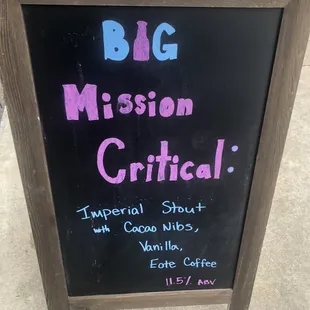 BIG
Mission
Critical:
Imperial Stout
with Cacao Nibs,
Vanilla,
Eote Coffee
11.5% ABV